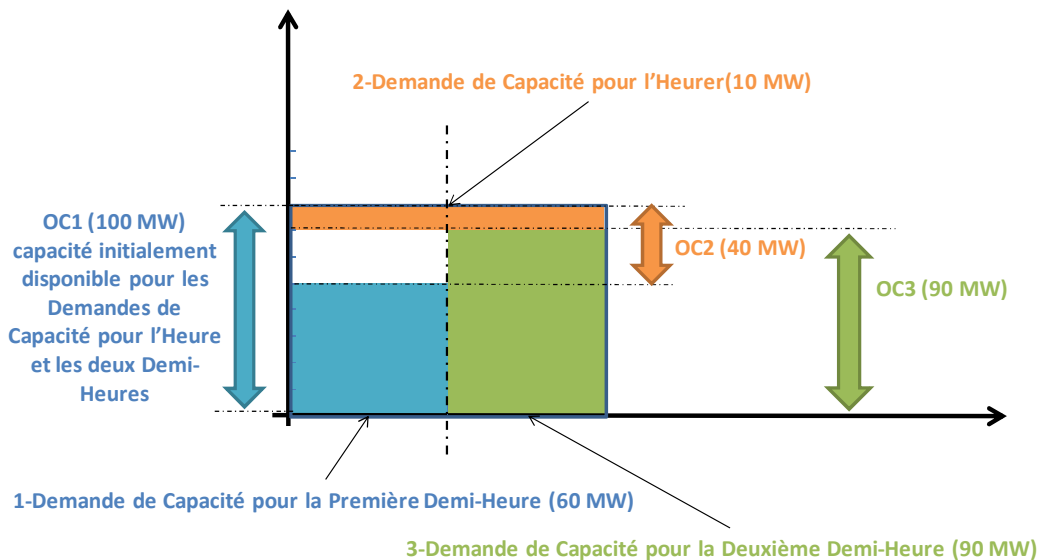 2-Demande de Capacité pour l'Heurer(10 MW)
OC1 (100 MW)
capacité initialement
disponible pour les
Demandes de
Capacité pour l'Heure
et les deux Demi-
Heures
OC2 (40 MW)
OC3 (90 MW)
1-Demande de Capacité pour la Première Demi-Heure (60 MW)
3-Demande de Capacité pour la Deuxième Demi-Heure (90 MW)